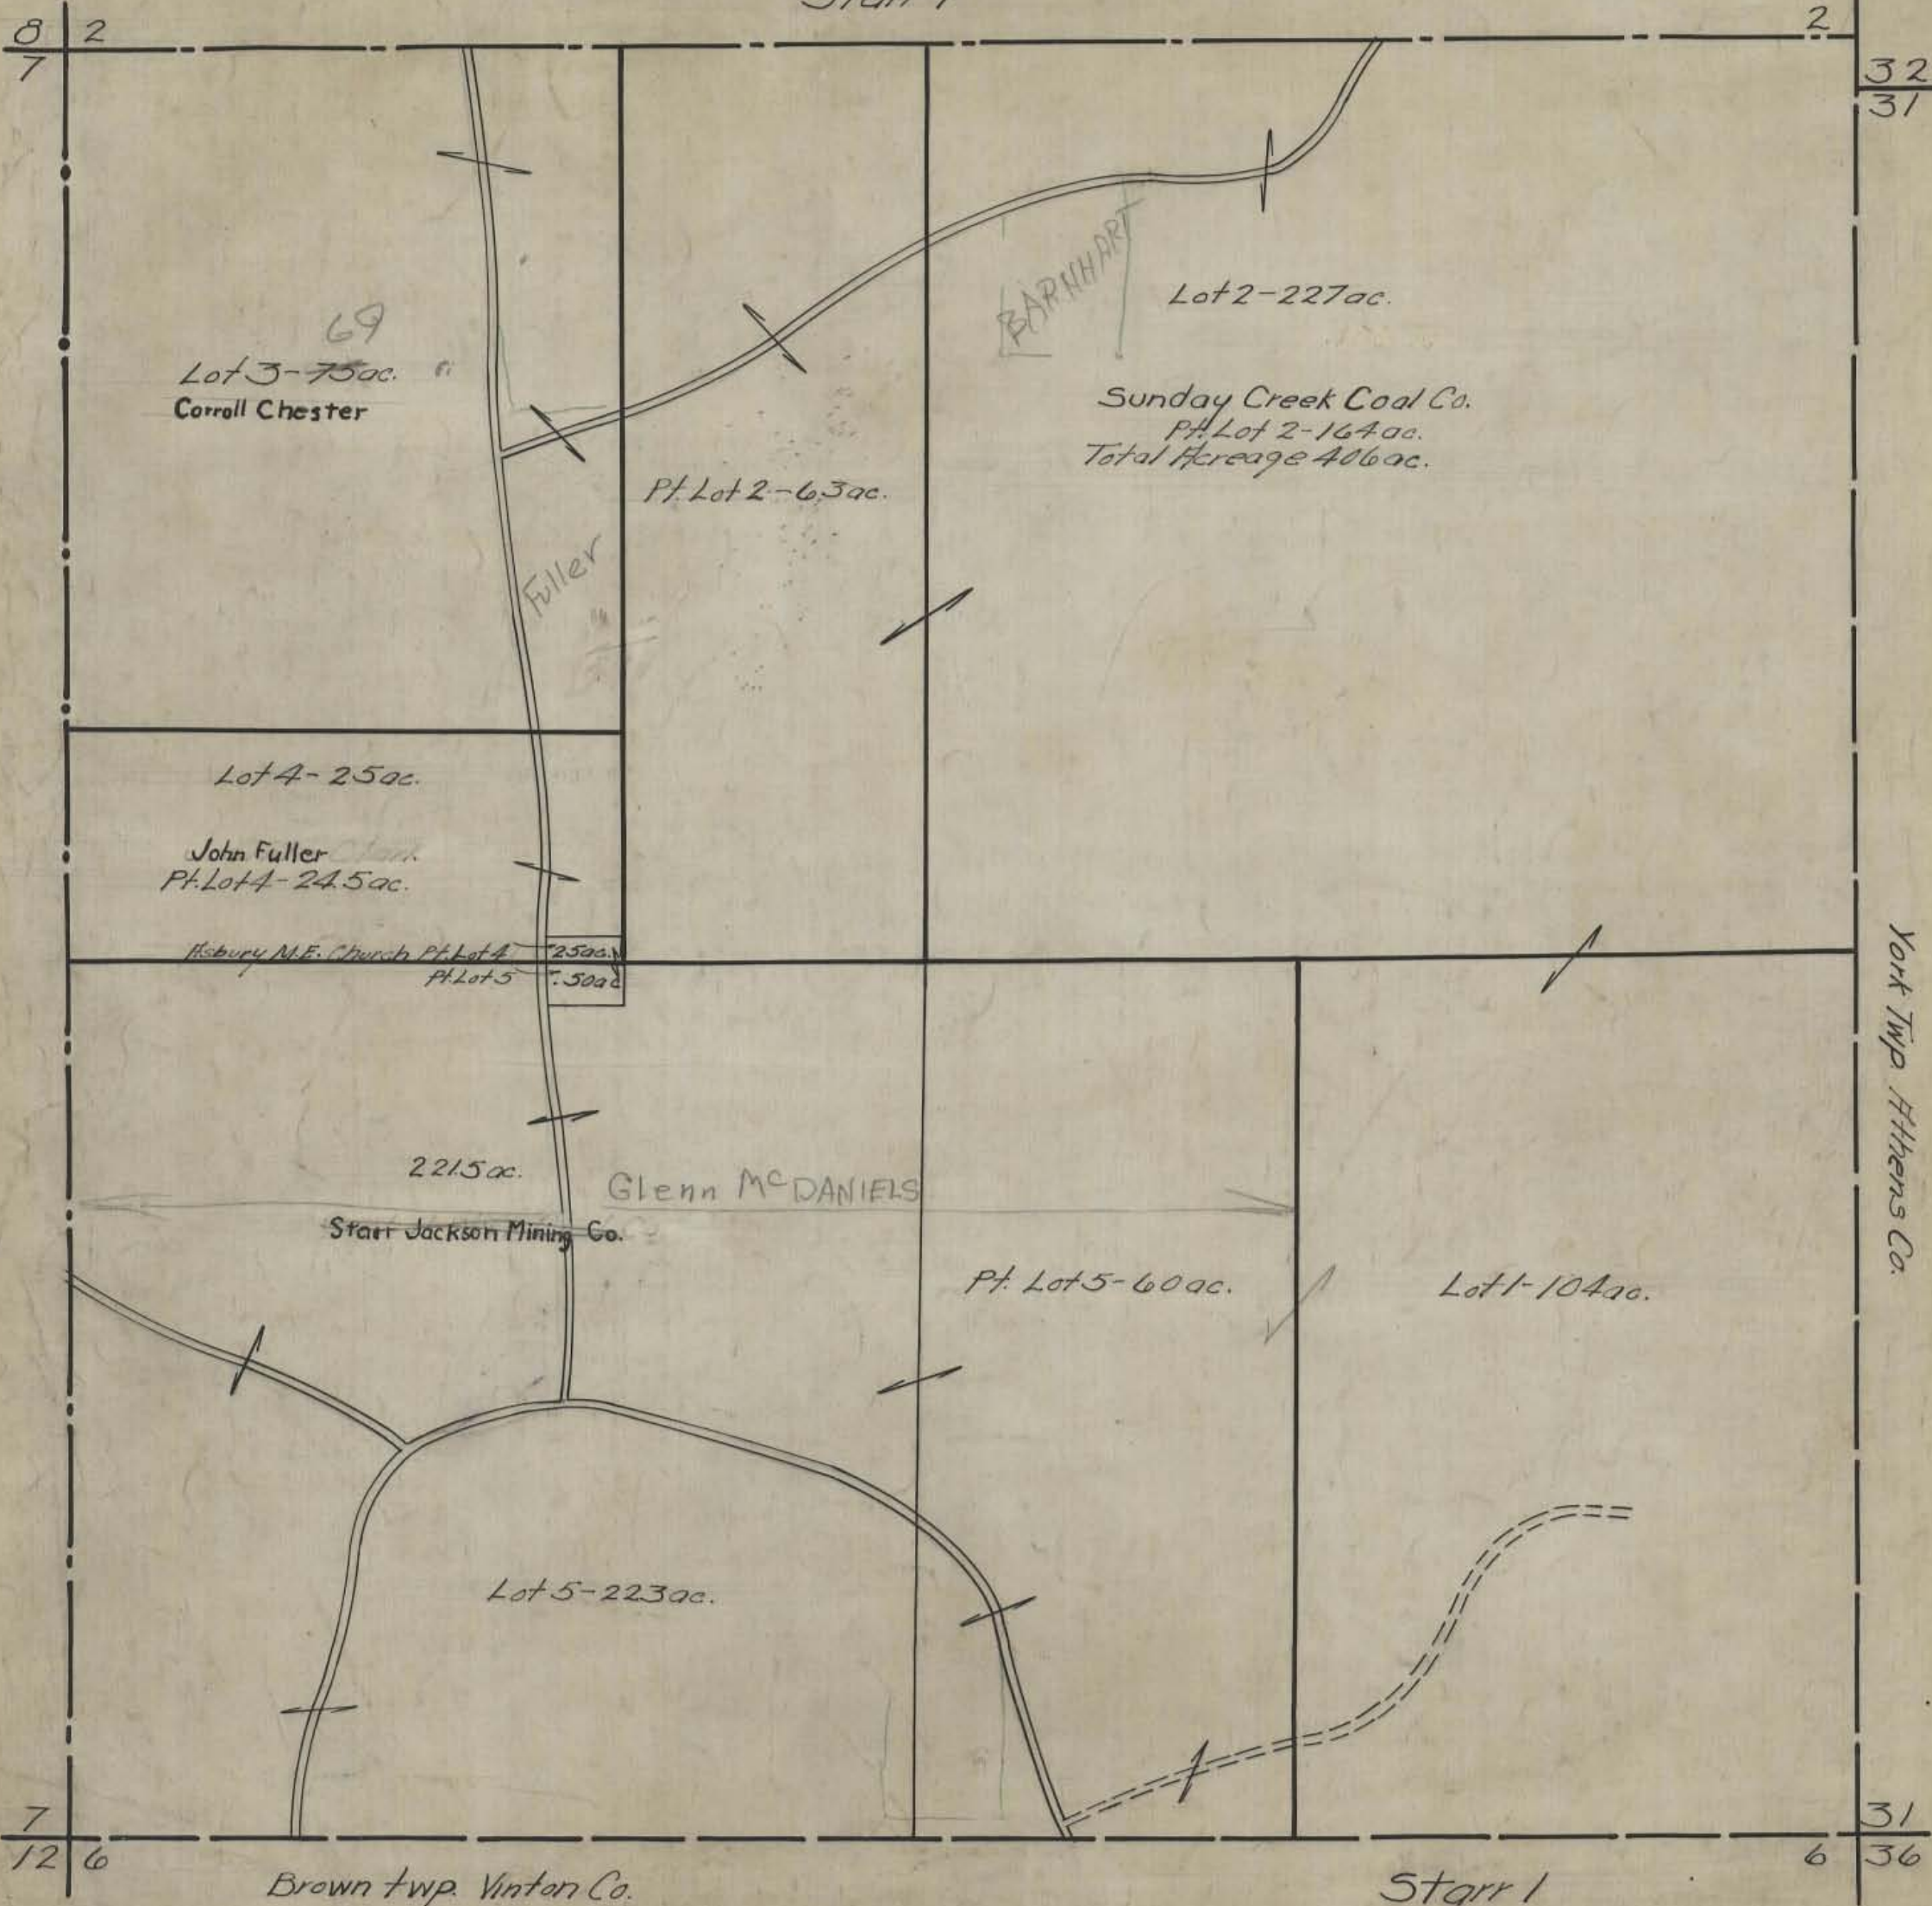 8 2
2
7
32
31
69
Lot 3-75ac.
Carroll Chester
BARNHART
Lot 2-227ac.
Sunday Creek Coal Co.
Pt. Lot 2-164ac.
Total Acreage 406ac.
Pt. Lot 2-63ac.
Fuller
Lot 4-25ac.
John Fuller
Pt. Lot 4-24.5ac.
Asbury M.E. Church Pt. Lot 4 .25ac.
Pt. Lot 5 .50ac
York Twp. Athens Co.
221.5ac.
Glenn McDANIELS
Starr Jackson Mining Co.
Pt. Lot 5-60ac.
Lot 1-104ac.
Lot 5-223ac.
7
31
12 6
6 36
Brown twp. Vinton Co.
Starr 1